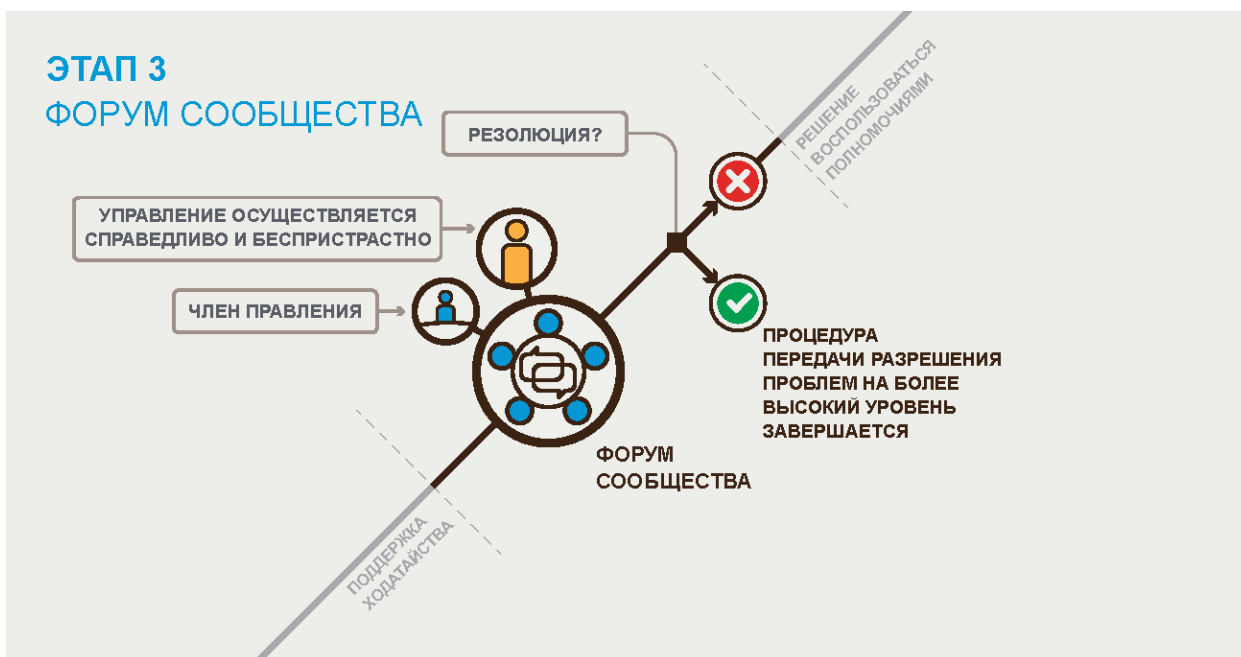 ЭТАП 3
ФОРУМ СООБЩЕСТВА
РЕЗОЛЮЦИЯ?
РЕШЕНИЕ
ВОСПОЛЬЗОВАТЬСЯ
ПОЛНОМОЧИЯМИ
УПРАВЛЕНИЕ ОСУЩЕСТВЛЯЕТСЯ
СПРАВЕДЛИВО И БЕСПРИСТРАСТНО
ЧЛЕН ПРАВЛЕНИЯ
ПРОЦЕДУРА
ПЕРЕДАЧИ РАЗРЕШЕНИЯ
ПРОБЛЕМ НА БОЛЕЕ
ВЫСОКИЙ УРОВЕНЬ
ЗАВЕРШАЕТСЯ
ФОРУМ
СООБЩЕСТВА
ПОДДЕРЖКА
ХОДАТАЙСТВА